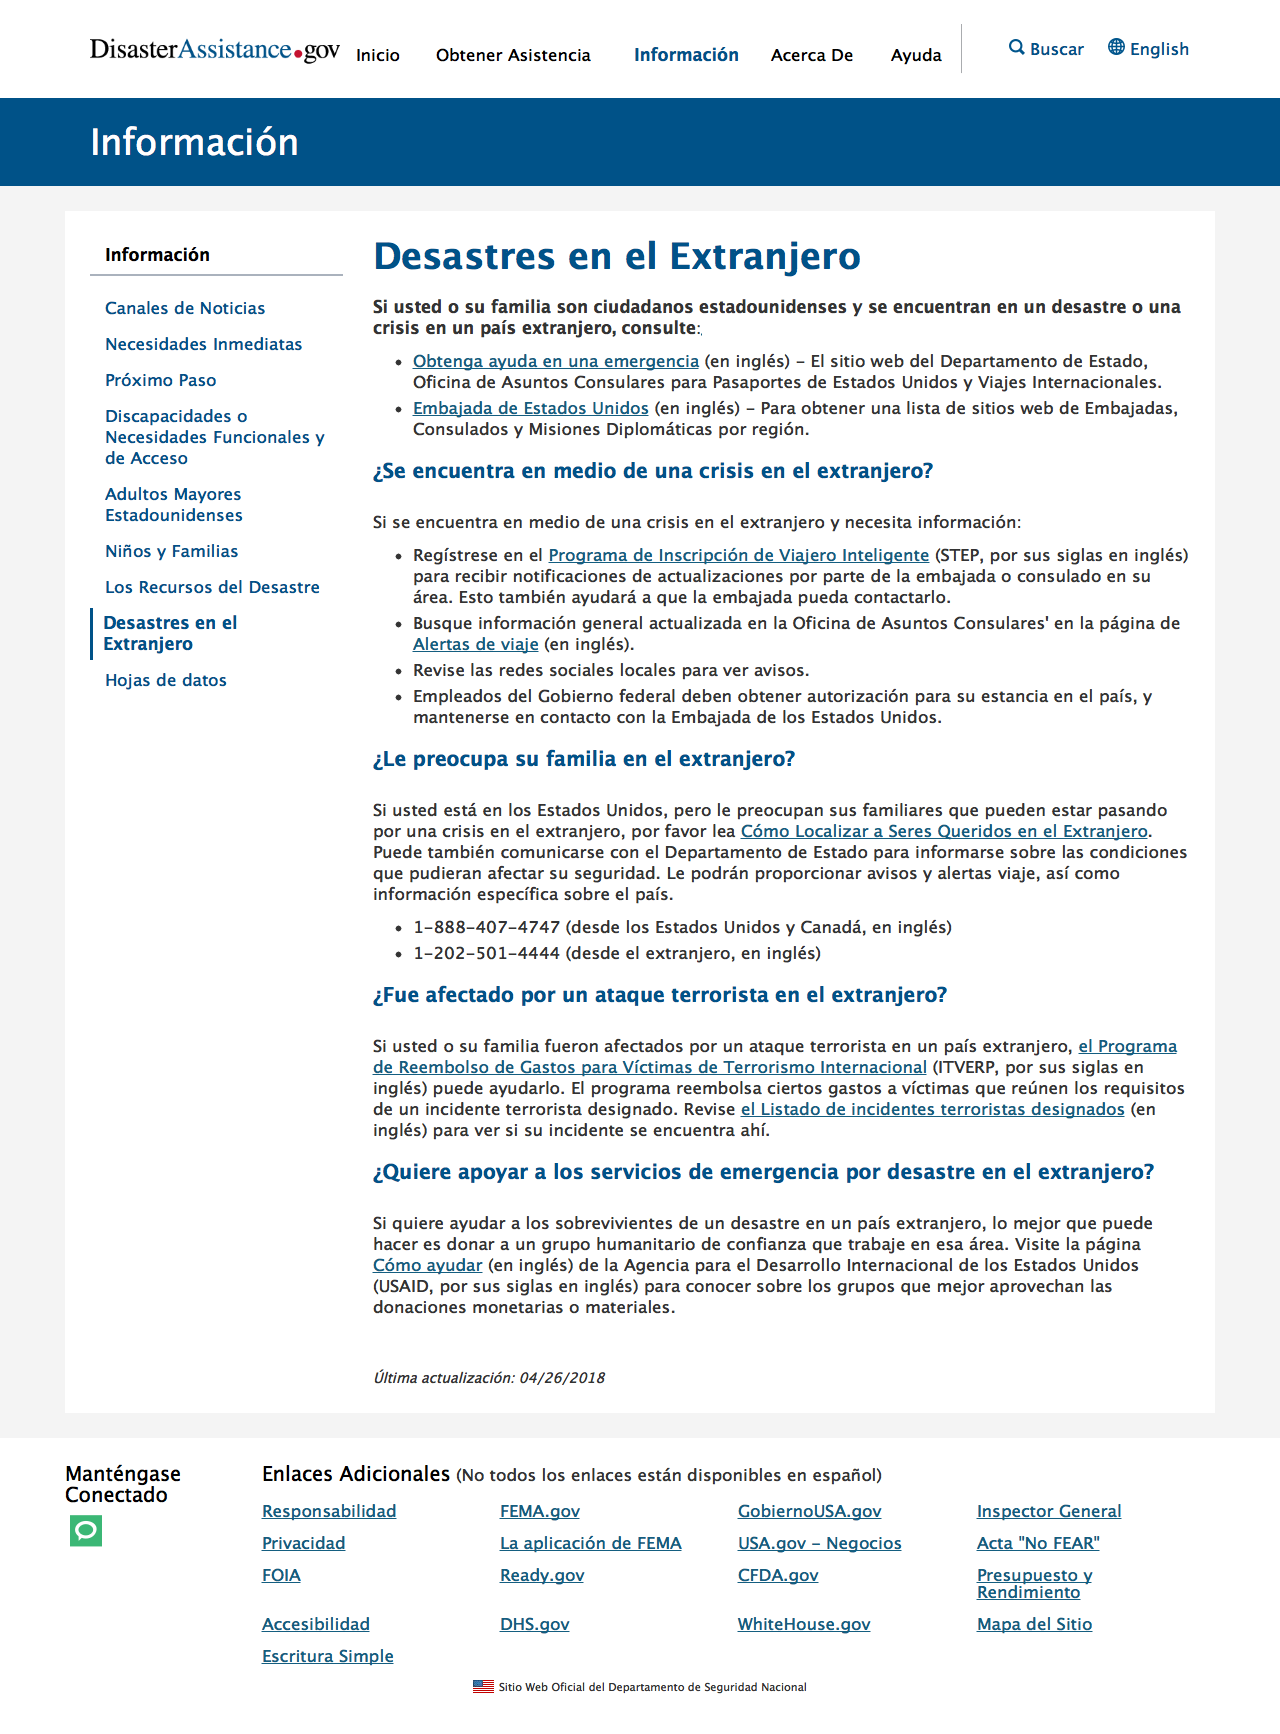 DisasterAssistance.gov
Inicio
Obtener Asistencia
Información
Acerca De
Ayuda
Buscar
English
Información
Información
Canales de Noticias
Necesidades Inmediatas
Próximo Paso
Discapacidades o
Necesidades Funcionales y
de Acceso
Adultos Mayores
Estadounidenses
Niños y Familias
Los Recursos del Desastre
Desastres en el
Extranjero
Hojas de datos
Desastres en el Extranjero
Si usted o su familia son ciudadanos estadounidenses y se encuentran en un desastre o una
crisis en un país extranjero, consulte:
• Obtenga ayuda en una emergencia (en inglés) – El sitio web del Departamento de Estado,
Oficina de Asuntos Consulares para Pasaportes de Estados Unidos y Viajes Internacionales.
• Embajada de Estados Unidos (en inglés) – Para obtener una lista de sitios web de Embajadas,
Consulados y Misiones Diplomáticas por región.
¿Se encuentra en medio de una crisis en el extranjero?
Si se encuentra en medio de una crisis en el extranjero y necesita información:
• Regístrese en el Programa de Inscripción de Viajero Inteligente (STEP, por sus siglas en inglés)
para recibir notificaciones de actualizaciones por parte de la embajada o consulado en su
área. Esto también ayudará a que la embajada pueda contactarlo.
• Busque información general actualizada en la Oficina de Asuntos Consulares' en la página de
Alertas de viaje (en inglés).
• Revise las redes sociales locales para ver avisos.
• Empleados del Gobierno federal deben obtener autorización para su estancia en el país, y
mantenerse en contacto con la Embajada de los Estados Unidos.
¿Le preocupa su familia en el extranjero?
Si usted está en los Estados Unidos, pero le preocupan sus familiares que pueden estar pasando
por una crisis en el extranjero, por favor lea Cómo Localizar a Seres Queridos en el Extranjero.
Puede también comunicarse con el Departamento de Estado para informarse sobre las condiciones
que pudieran afectar su seguridad. Le podrán proporcionar avisos y alertas viaje, así como
información específica sobre el país.
• 1-888-407-4747 (desde los Estados Unidos y Canadá, en inglés)
• 1-202-501-4444 (desde el extranjero, en inglés)
¿Fue afectado por un ataque terrorista en el extranjero?
Si usted o su familia fueron afectados por un ataque terrorista en un país extranjero, el Programa
de Reembolso de Gastos para Víctimas de Terrorismo Internacional (ITVERP, por sus siglas en
inglés) puede ayudarlo. El programa reembolsa ciertos gastos a víctimas que reúnen los requisitos
de un incidente terrorista designado. Revise el Listado de incidentes terroristas designados (en
inglés) para ver si su incidente se encuentra ahí.
¿Quiere apoyar a los servicios de emergencia por desastre en el extranjero?
Si quiere ayudar a los sobrevivientes de un desastre en un país extranjero, lo mejor que puede
hacer es donar a un grupo humanitario de confianza que trabaje en esa área. Visite la página
Cómo ayudar (en inglés) de la Agencia para el Desarrollo Internacional de los Estados Unidos
(USAID, por sus siglas en inglés) para conocer sobre los grupos que mejor aprovechan las
donaciones monetarias o materiales.
Última actualización: 04/26/2018
Manténgase
Conectado
Enlaces Adicionales (No todos los enlaces están disponibles en español)
Responsabilidad
FEMA.gov
GobiernoUSA.gov
Inspector General
Privacidad
La aplicación de FEMA
USA.gov – Negocios
Acta "No FEAR"
FOIA
Ready.gov
CFDA.gov
Presupuesto y
Rendimiento
Accesibilidad
DHS.gov
WhiteHouse.gov
Mapa del Sitio
Escritura Simple
Sitio Web Oficial del Departamento de Seguridad Nacional